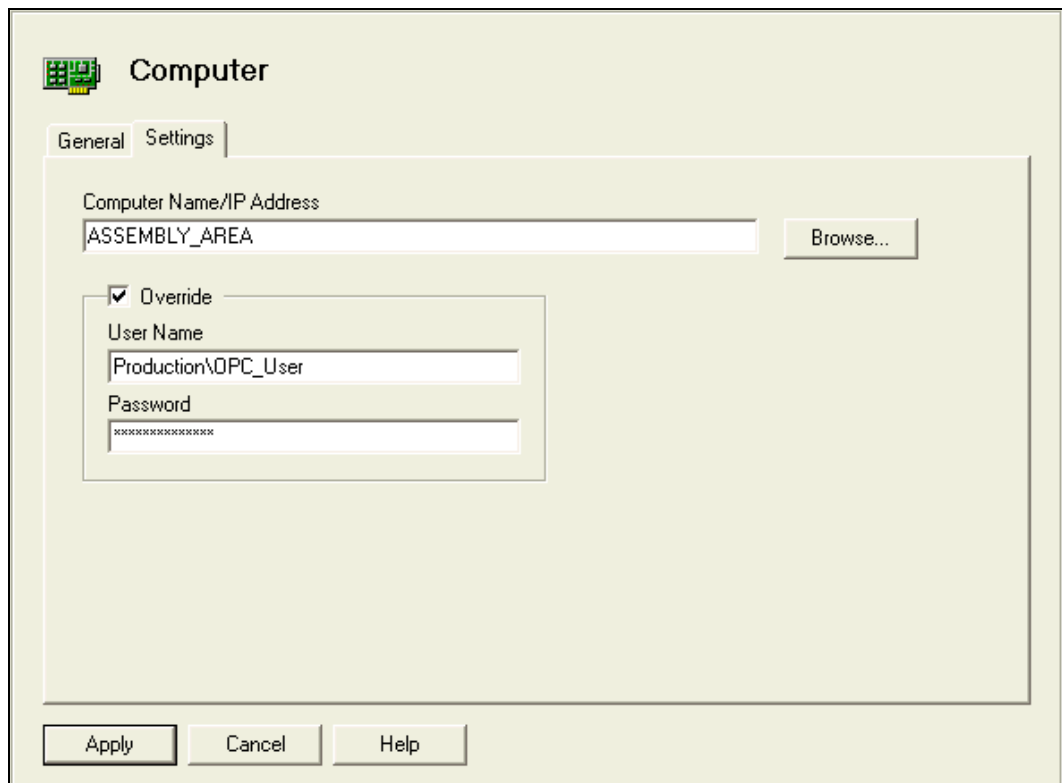 Computer
General Settings
Computer Name/IP Address
ASSEMBLY_AREA
Browse...
Override
User Name
Production\OPC_User
Password
**************
Apply Cancel Help